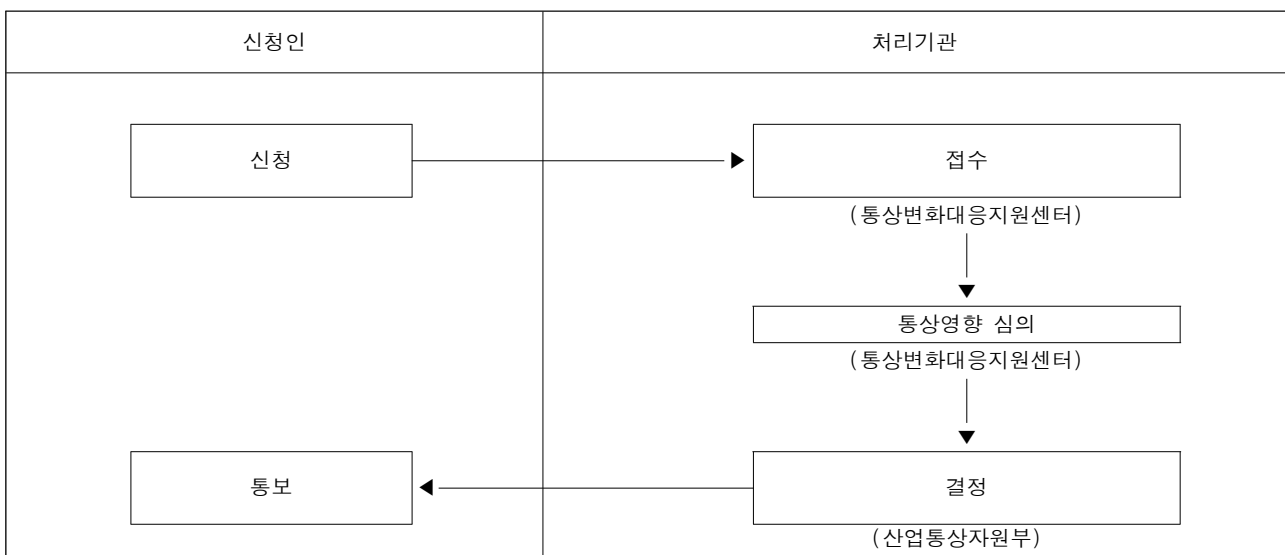 신청인
처리기관
신청
접수
(통상변화대응지원센터)
통상영향 심의
(통상변화대응지원센터)
통보
결정
(산업통상자원부)